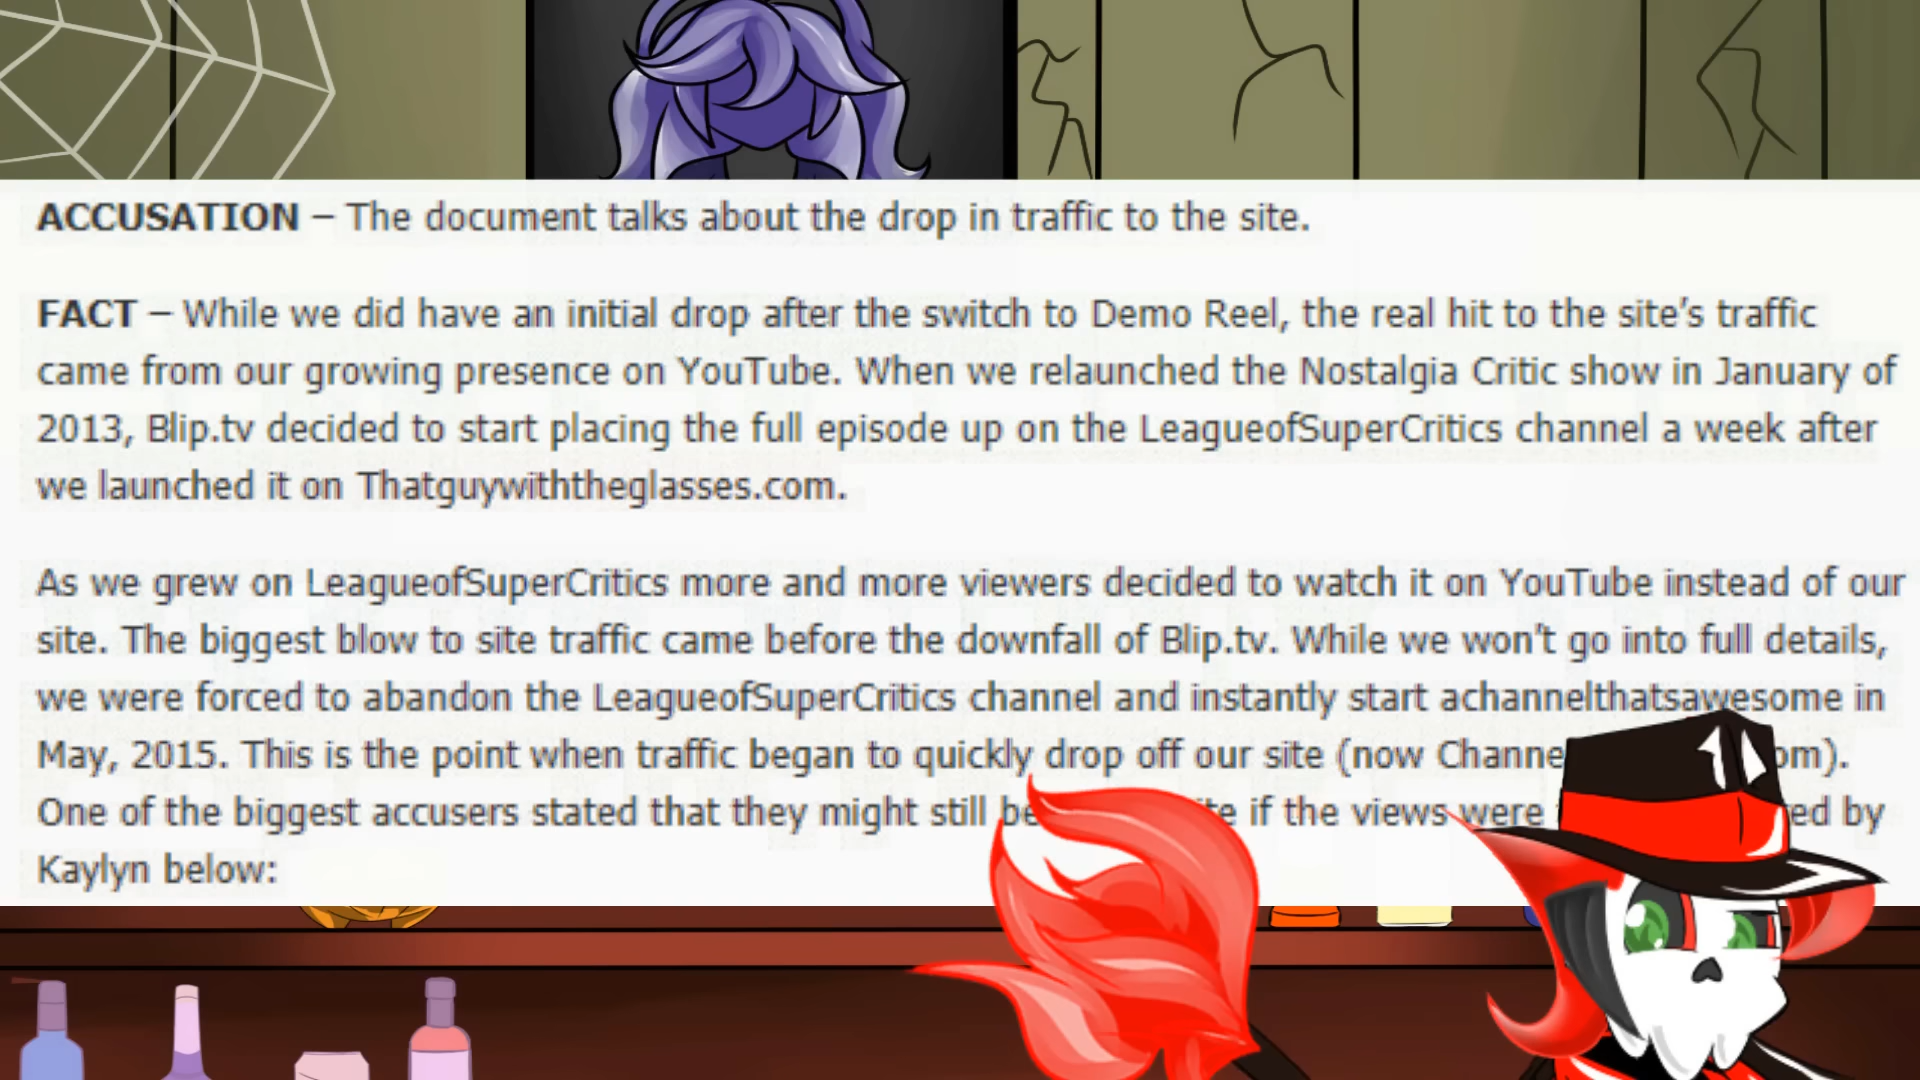 ACCUSATION – The document talks about the drop in traffic to the site.
FACT – While we did have an initial drop after the switch to Demo Reel, the real hit to the site's traffic
came from our growing presence on YouTube. When we relaunched the Nostalgia Critic show in January of
2013, Blip.tv decided to start placing the full episode up on the LeagueofSuperCritics channel a week after
we launched it on Thatguywiththeglasses.com.
As we grew on LeagueofSuperCritics more and more viewers decided to watch it on YouTube instead of our
site. The biggest blow to site traffic came before the downfall of Blip.tv. While we won't go into full details,
we were forced to abandon the LeagueofSuperCritics channel and instantly start achannelthatsawesome in
May, 2015. This is the point when traffic began to quickly drop off our site (now
One of the biggest accusers stated that they might still if the views were by
Kaylyn below: